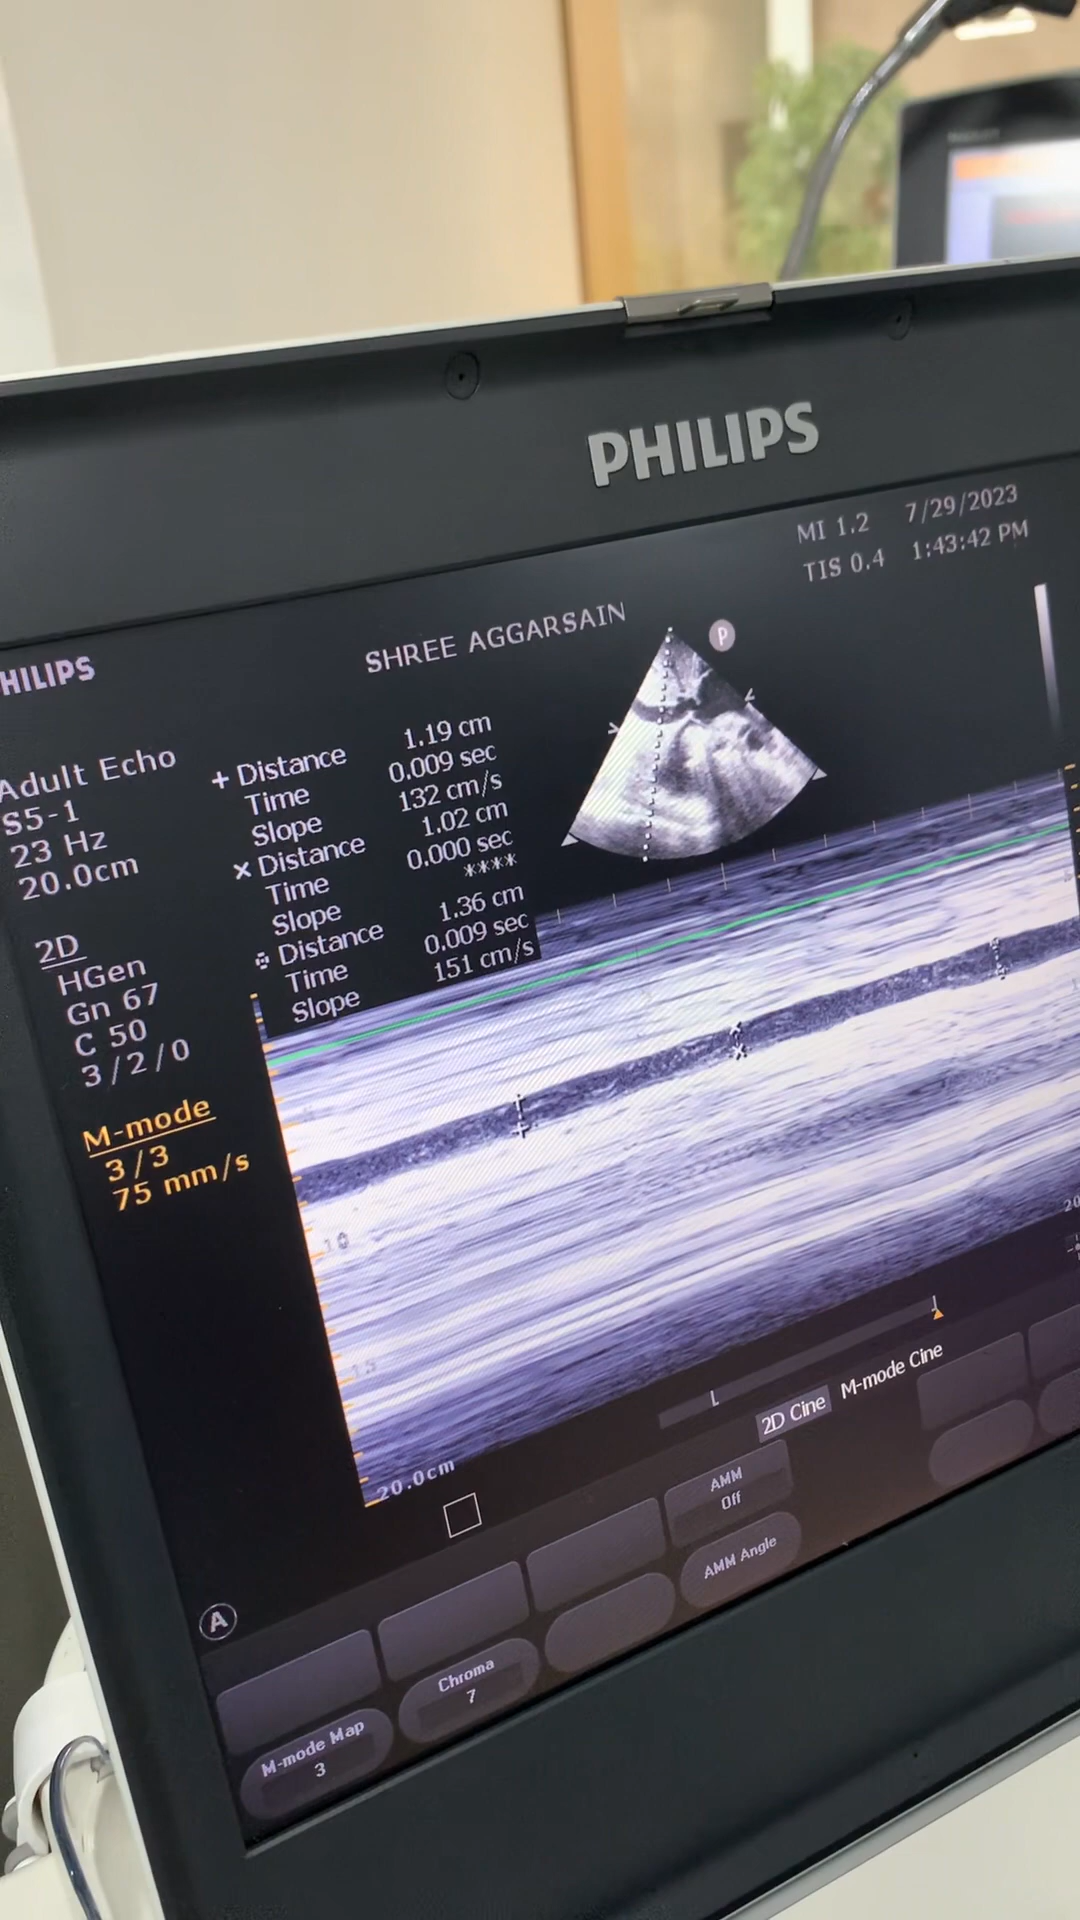 PHILIPS
MI 1.2 7/29/2023
TIS 0.4 1:43:42 PM
HILIPS
SHREE AGGARSAIN
P
Adult Echo
S5-1
23 Hz
20.0cm
2D
HGen
Gn 67
C 50
3/2/0
M-mode
3/3
75 mm/s
+ Distance 1.19 cm
Time 0.009 sec
Slope 132 cm/s
× Distance 1.02 cm
Time 0.000 sec
Slope ****
Distance 1.36 cm
Time 0.009 sec
Slope 151 cm/s
10
15
20.0cm
20
2D Cine M-mode Cine
AMM
Off
AMM Angle
A
Chroma
7
M-mode Map
3